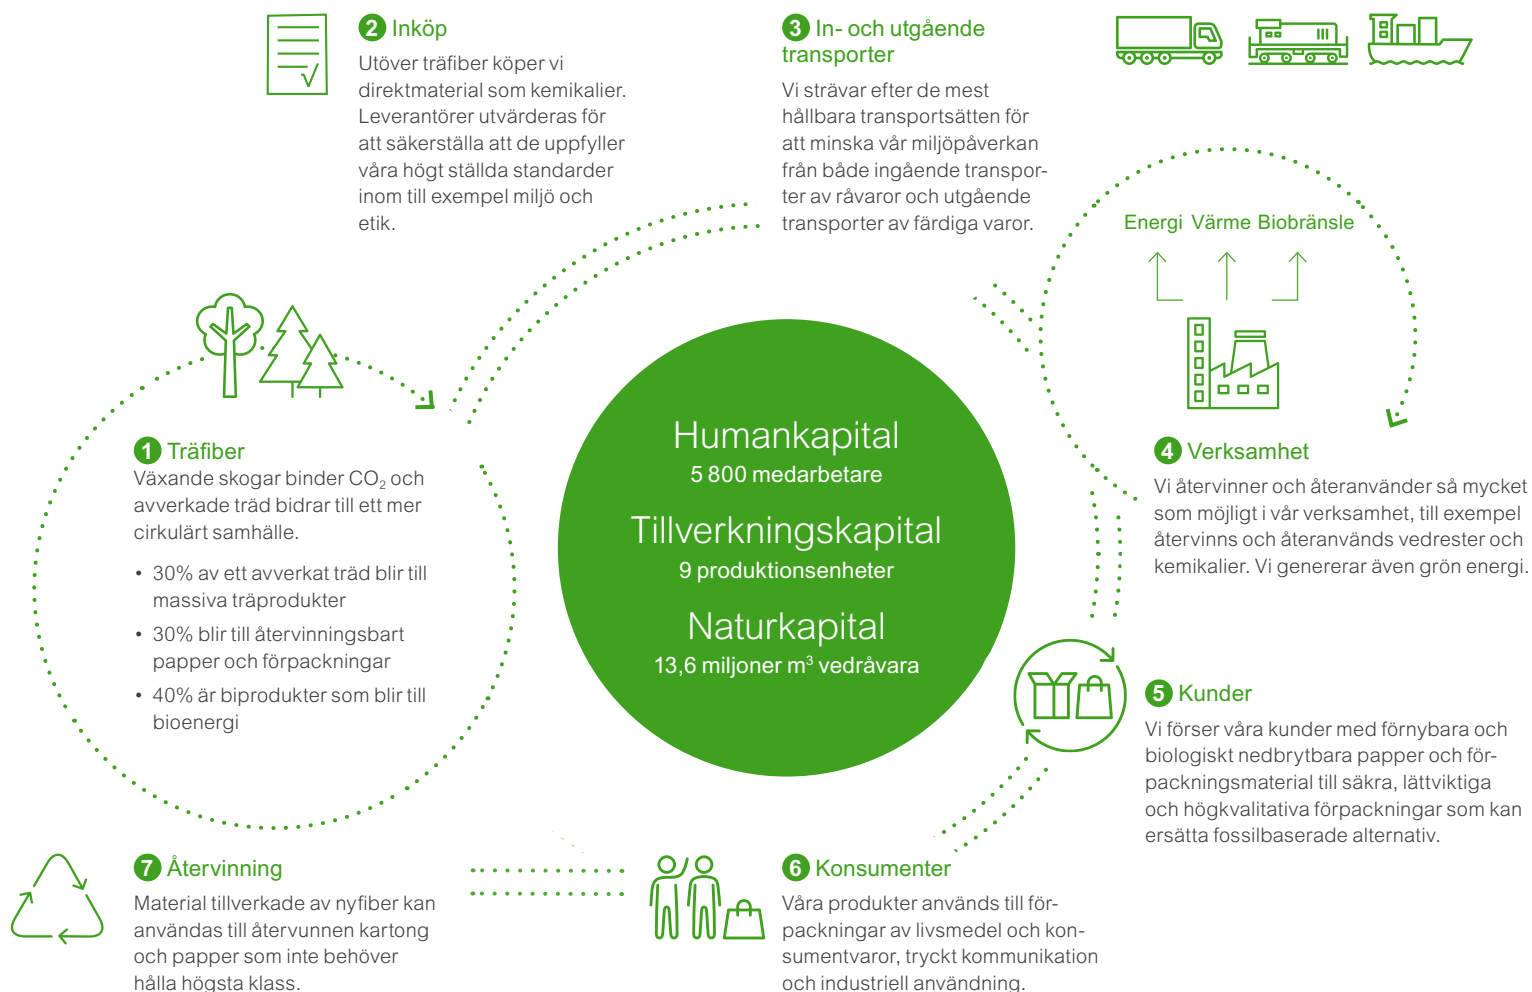 2 Inköp
Utöver träfiber köper vi
direktmaterial som kemikalier.
Leverantörer utvärderas för
att säkerställa att de uppfyller
våra högt ställda standarder
inom till exempel miljö och
etik.
3 In- och utgående
transporter
Vi strävar efter de mest
hållbara transportsätten för
att minska vår miljöpåverkan
från både ingående transpor-
ter av råvaror och utgående
transporter av färdiga varor.
Energi Värme Biobränsle
1 Träfiber
Växande skogar binder CO₂ och
avverkade träd bidrar till ett mer
cirkulärt samhälle.
• 30% av ett avverkat träd blir till
massiva träprodukter
• 30% blir till återvinningsbart
papper och förpackningar
• 40% är biprodukter som blir till
bioenergi
Humankapital
5 800 medarbetare
Tillverkningskapital
9 produktionsenheter
Naturkapital
13,6 miljoner m³ vedråvara
4 Verksamhet
Vi återvinner och återanvänder så mycket
som möjligt i vår verksamhet, till exempel
återvinns och återanvänds vedrester och
kemikalier. Vi genererar även grön energi.
5 Kunder
Vi förser våra kunder med förnybara och
biologiskt nedbrytbara papper och för-
packningsmaterial till säkra, lättviktiga
och högkvalitativa förpackningar som kan
ersätta fossilbaserade alternativ.
6 Konsumenter
Våra produkter används till för-
packningar av livsmedel och kon-
sumentvaror, tryckt kommunikation
och industriell användning.
7 Återvinning
Material tillverkade av nyfiber kan
användas till återvunnen kartong
och papper som inte behöver
hålla högsta klass.